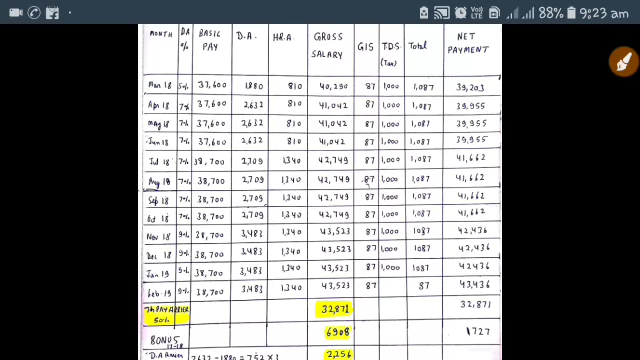 88% 9:23 am
MONTH DA % BASIC PAY D.A. HRA. GROSS SALARY GIS TDS (Tax) Total NET PAYMENT
Mar 18 5% 37,600 1,880 810 40,290 87 1,000 1,087 39,203
Apr 18 7% 37,600 2,632 810 41,042 87 1,000 1,087 39,955
May 18 7% 37,600 2,632 810 41,042 87 1,000 1,087 39,955
Jun 18 7% 37,600 2,632 810 41,042 87 1,000 1,087 39,955
Jul 18 7% 38,700 2,709 1,340 42,749 87 1,000 1,087 41,662
Aug 18 7% 38,700 2,709 1,340 42,749 87 1,000 1,087 41,662
Sep 18 7% 38,700 2,709 1,340 42,749 87 1,000 1,087 41,662
Oct 18 7% 38,700 2,709 1,340 42,749 87 1,000 1,087 41,662
Nov 18 9% 38,700 3,483 1,340 43,523 87 1,000 1087 42,436
Dec 18 9% 38,700 3,483 1,340 43,523 87 1,000 1087 42,436
Jan 19 9% 38,700 3,483 1,340 43,523 87 1,000 1087 42436
Feb 19 9% 38,700 3,483 1,340 43,523 87 87 43,436
7th PAY ARRIER 50% 32,871 32,871
BONUS 17-18 6908 1727
D.A. 2632-1880=752×3 2,256